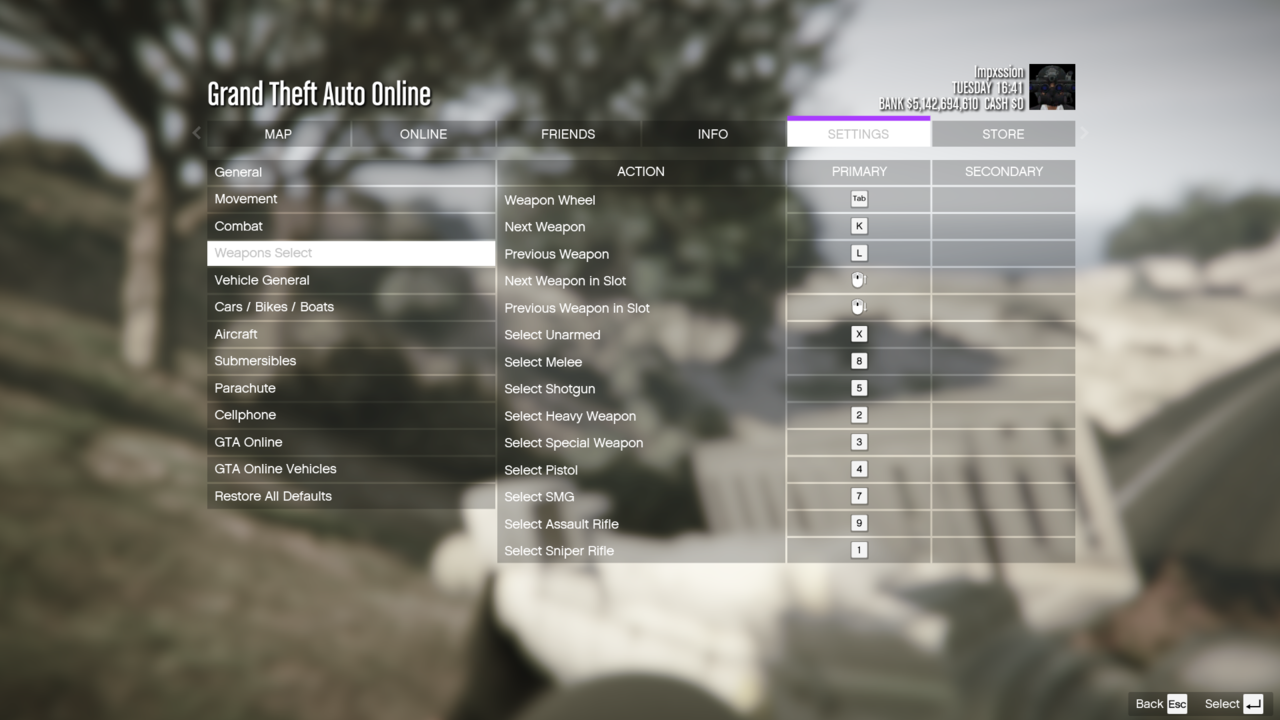 Grand Theft Auto Online
Impxssion
TUESDAY 16:41
BANK $5,142,694,610 CASH $0
MAP ONLINE FRIENDS INFO SETTINGS STORE
General
Movement
Combat
Weapons Select
Vehicle General
Cars / Bikes / Boats
Aircraft
Submersibles
Parachute
Cellphone
GTA Online
GTA Online Vehicles
Restore All Defaults
ACTION PRIMARY SECONDARY
Weapon Wheel Tab
Next Weapon K
Previous Weapon L
Next Weapon in Slot
Previous Weapon in Slot
Select Unarmed X
Select Melee 8
Select Shotgun 5
Select Heavy Weapon 2
Select Special Weapon 3
Select Pistol 4
Select SMG 7
Select Assault Rifle 9
Select Sniper Rifle 1
Back Esc Select